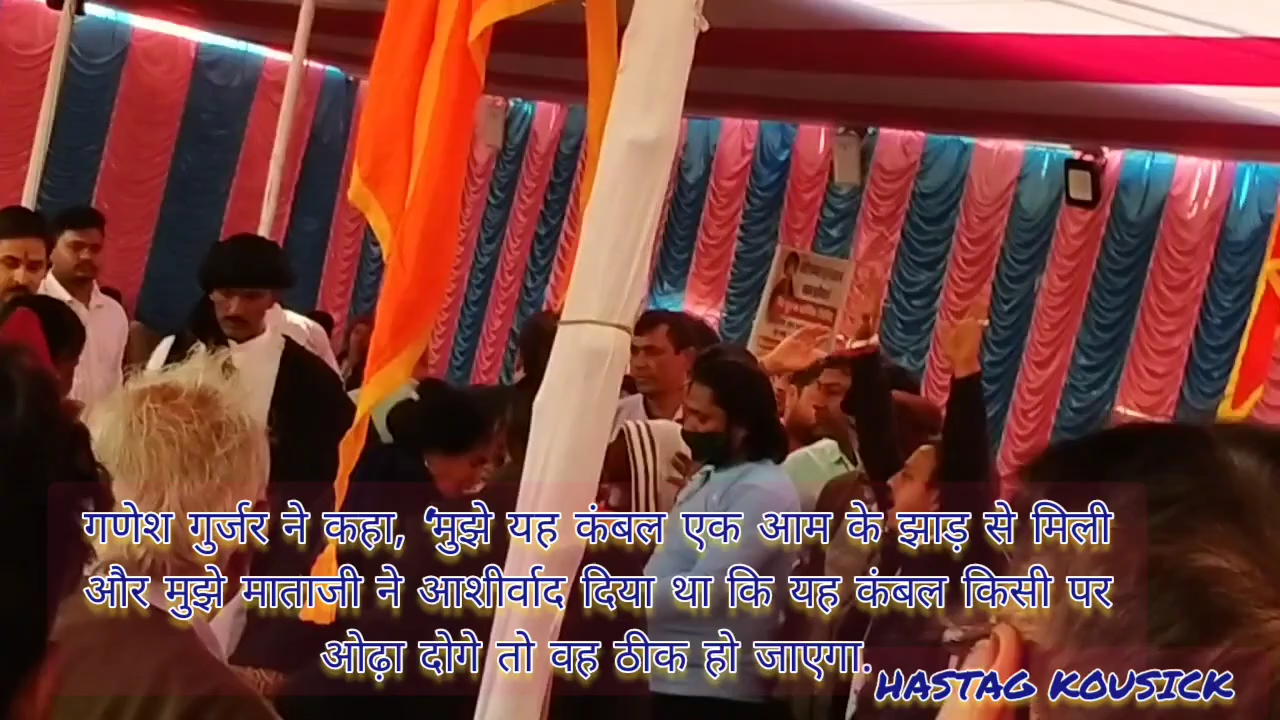 गणेश गुर्जर ने कहा, ‘मुझे यह कंबल एक आम के झाड़ से मिली
और मुझे माताजी ने आशीर्वाद दिया था कि यह कंबल किसी पर
ओढ़ा दोगे तो वह ठीक हो जाएगा.
HASTAG KOUSICK